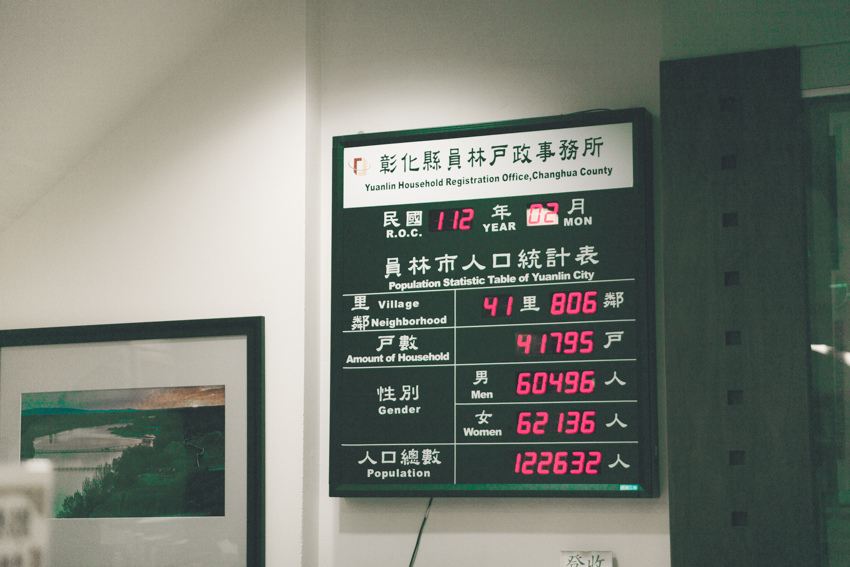 彰化縣員林戶政事務所
Yuanlin Household Registration Office,Changhua County
民國 112 年 02 月
R.O.C. YEAR MON
員林市人口統計表
Population Statistic Table of Yuanlin City
里 Village 41 里 806 鄰
鄰 Neighborhood
戶數 41795 戶
Amount of Household
性別 男 60496 人
Gender Men
女 62136 人
Women
人口總數 122632 人
Population
登收